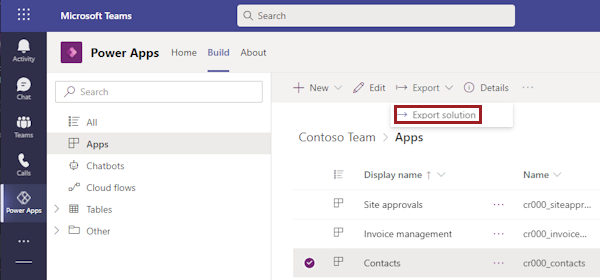 Microsoft Teams
Search
Activity
Chat
Teams
Calls
Power Apps
Power Apps Home Build About
Search
All
Apps
Chatbots
Cloud flows
Tables
Other
New Edit Export Details
Export solution
Contoso Team > Apps
Display name ↑ Name
Site approvals ... cr000_siteappr...
Invoice management ... cr000_invoice...
Contacts ... cr000_contacts